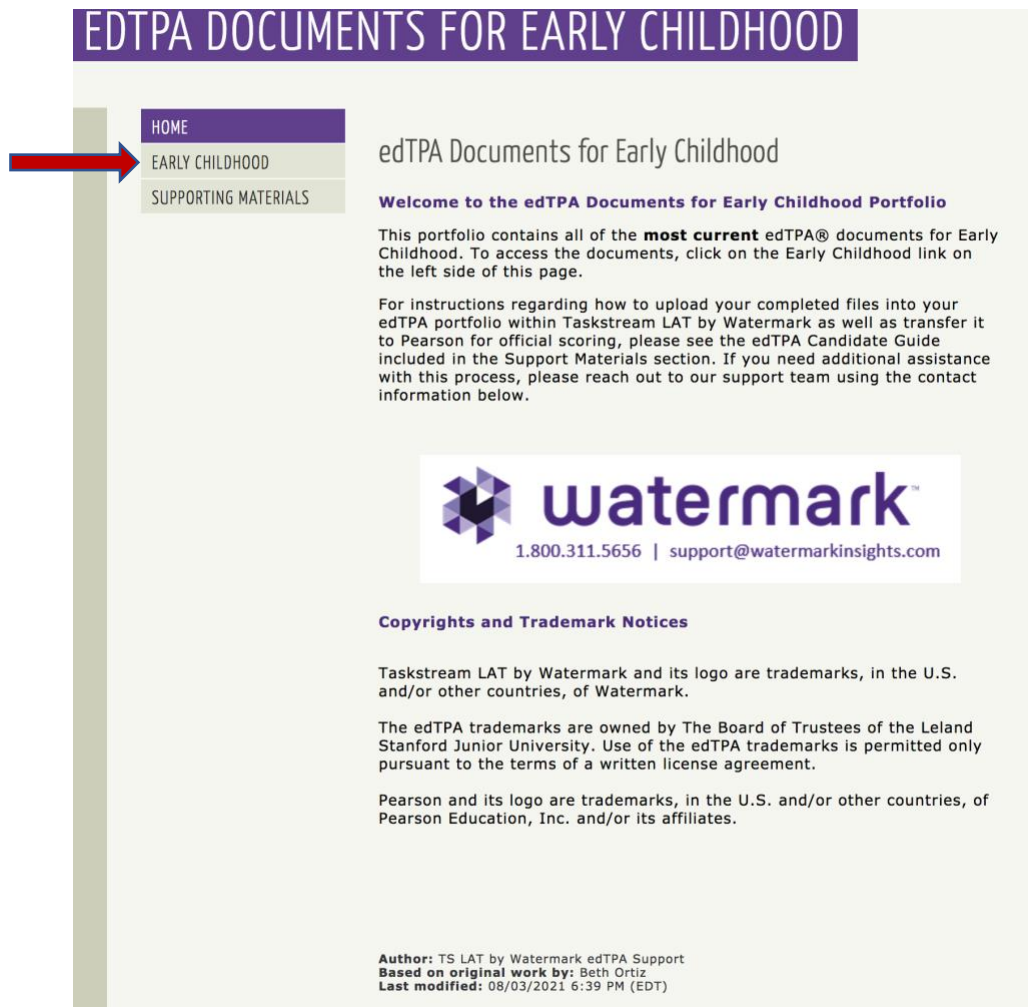 EDTPA DOCUMENTS FOR EARLY CHILDHOOD
HOME
EARLY CHILDHOOD
SUPPORTING MATERIALS
edTPA Documents for Early Childhood
Welcome to the edTPA Documents for Early Childhood Portfolio
This portfolio contains all of the most current edTPA® documents for Early
Childhood. To access the documents, click on the Early Childhood link on
the left side of this page.
For instructions regarding how to upload your completed files into your
edTPA portfolio within Taskstream LAT by Watermark as well as transfer it
to Pearson for official scoring, please see the edTPA Candidate Guide
included in the Support Materials section. If you need additional assistance
with this process, please reach out to our support team using the contact
information below.
watermark™
1.800.311.5656 | support@watermarkinsights.com
Copyrights and Trademark Notices
Taskstream LAT by Watermark and its logo are trademarks, in the U.S.
and/or other countries, of Watermark.
The edTPA trademarks are owned by The Board of Trustees of the Leland
Stanford Junior University. Use of the edTPA trademarks is permitted only
pursuant to the terms of a written license agreement.
Pearson and its logo are trademarks, in the U.S. and/or other countries, of
Pearson Education, Inc. and/or its affiliates.
Author: TS LAT by Watermark edTPA Support
Based on original work by: Beth Ortiz
Last modified: 08/03/2021 6:39 PM (EDT)